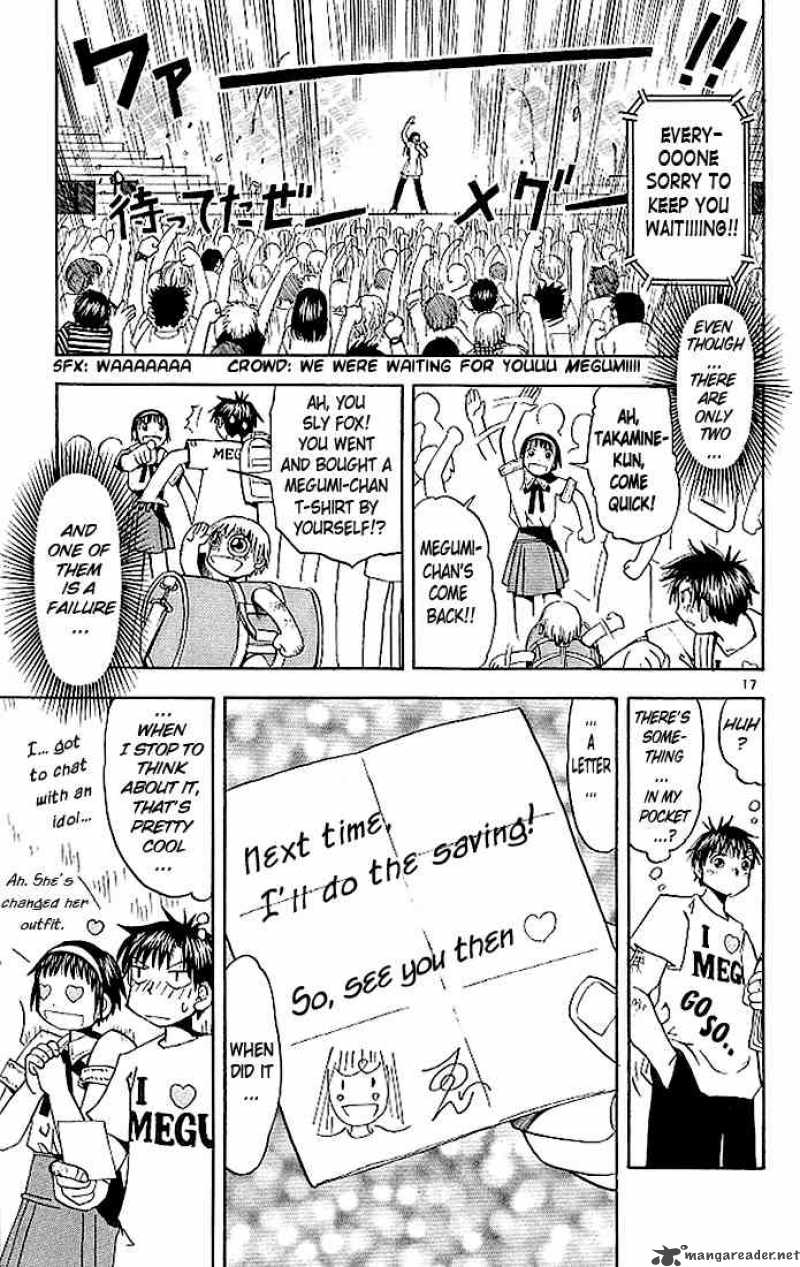 ワァー!!
EVERY-
OOONE
SORRY TO
KEEP YOU
WAITIIIING!!
待ってたぜー メグー
SFX: WAAAAAAA CROWD: WE WERE WAITING FOR YOUUU MEGUMIIII
EVEN
THOUGH
...
THERE
ARE
ONLY
TWO
...
AH,
TAKAMINE-
KUN,
COME
QUICK!
MEGUMI-
CHAN'S
COME
BACK!!
AH, YOU
SLY FOX!
YOU WENT
AND BOUGHT A
MEGUMI-CHAN
T-SHIRT BY
YOURSELF!?
MEG
AND
ONE OF
THEM
IS A
FAILURE
...
17
HUH
?
THERE'S
SOME-
THING
...
IN MY
POCKET
...?
I ♡
MEGU
GO
SO..
...
A
LETTER
...
Next time,
I'll do the saving!
So, see you then ♡
WHEN
DID IT
...
...
WHEN
I STOP TO
THINK
ABOUT IT,
THAT'S
PRETTY
COOL
...
I... got
to chat
with an
idol...
Ah. She's
changed her
outfit.
I ♡
MEGU
mangareader.net